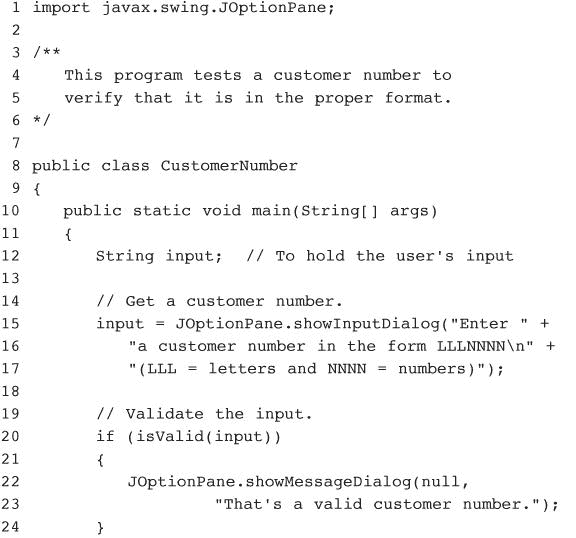 1 import javax.swing.JOptionPane;
2
3 /**
4    This program tests a customer number to
5    verify that it is in the proper format.
6 */
7
8 public class CustomerNumber
9 {
10    public static void main(String[] args)
11    {
12       String input;  // To hold the user's input
13
14       // Get a customer number.
15       input = JOptionPane.showInputDialog("Enter " +
16          "a customer number in the form LLLNNNN\n" +
17          "(LLL = letters and NNNN = numbers)");
18
19       // Validate the input.
20       if (isValid(input))
21       {
22          JOptionPane.showMessageDialog(null,
23                  "That's a valid customer number.");
24       }